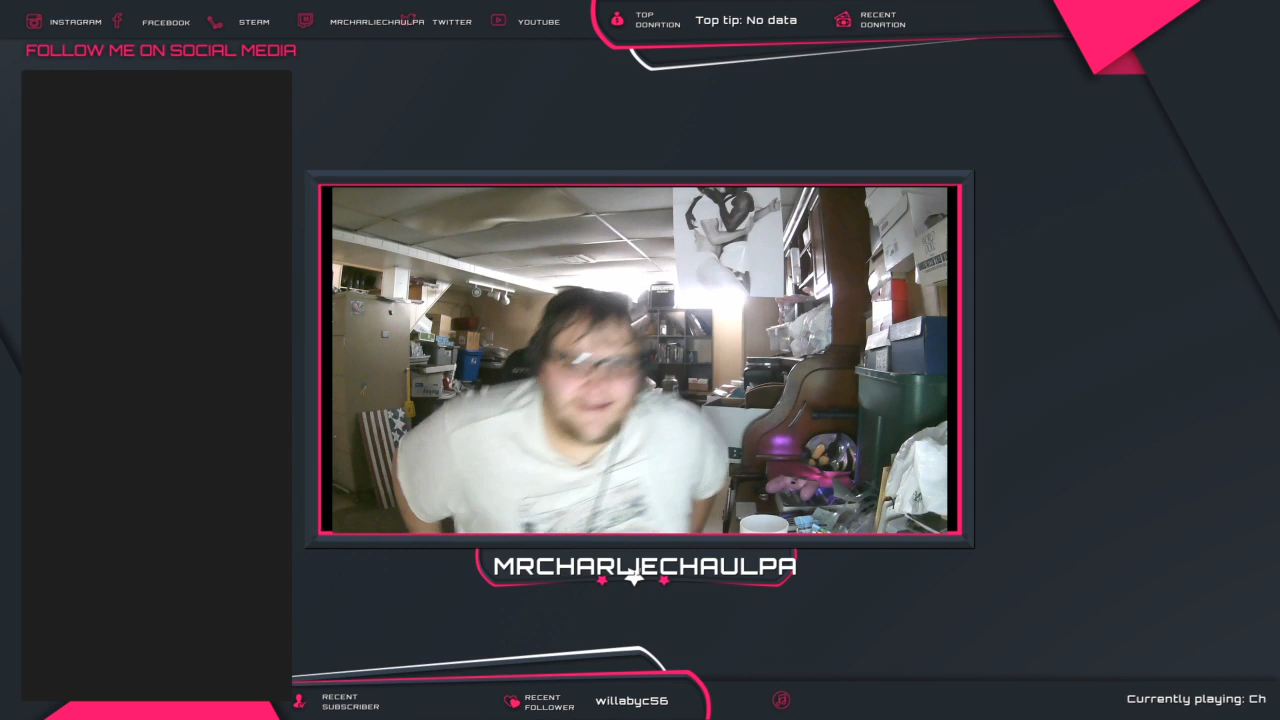 INSTAGRAM FACEBOOK STEAM MRCHARLIECHAULPA TWITTER YOUTUBE
TOP DONATION Top tip: No data
RECENT DONATION
FOLLOW ME ON SOCIAL MEDIA
MRCHARLIECHAULPA
RECENT SUBSCRIBER
RECENT FOLLOWER willabyc56
Currently playing: Ch